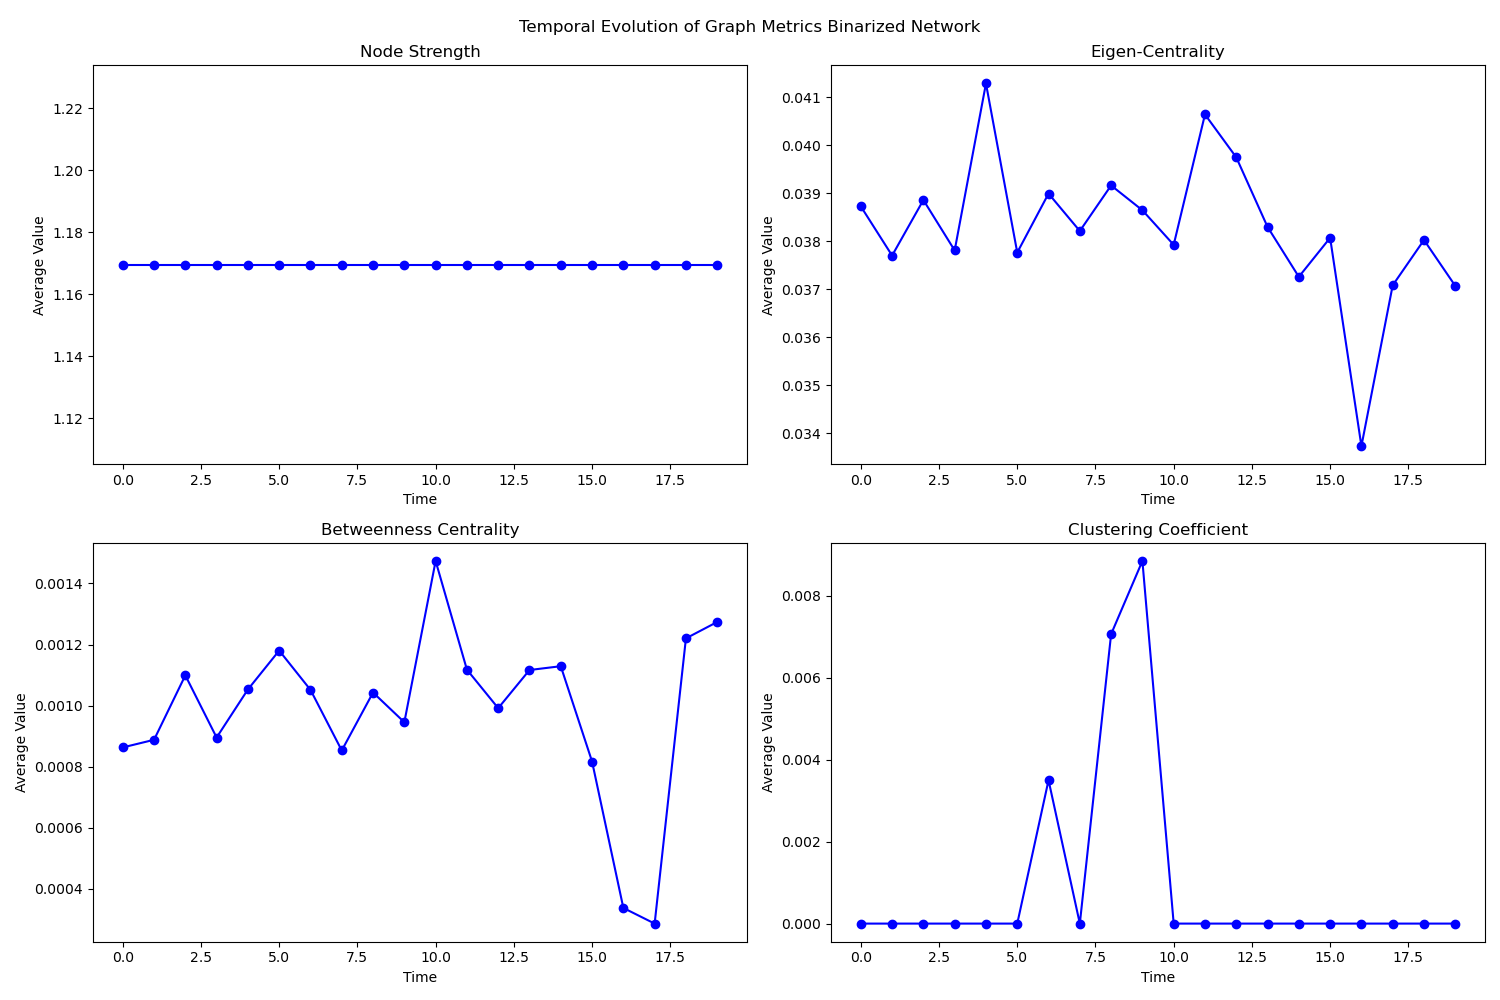 Temporal Evolution of Graph Metrics Binarized Network
Node Strength
1.22
1.20
1.18
1.16
1.14
1.12
Average Value
0.0 2.5 5.0 7.5 10.0 12.5 15.0 17.5
Time
Eigen-Centrality
0.041
0.040
0.039
0.038
0.037
0.036
0.035
0.034
Average Value
0.0 2.5 5.0 7.5 10.0 12.5 15.0 17.5
Time
Betweenness Centrality
0.0014
0.0012
0.0010
0.0008
0.0006
0.0004
Average Value
0.0 2.5 5.0 7.5 10.0 12.5 15.0 17.5
Time
Clustering Coefficient
0.008
0.006
0.004
0.002
0.000
Average Value
0.0 2.5 5.0 7.5 10.0 12.5 15.0 17.5
Time